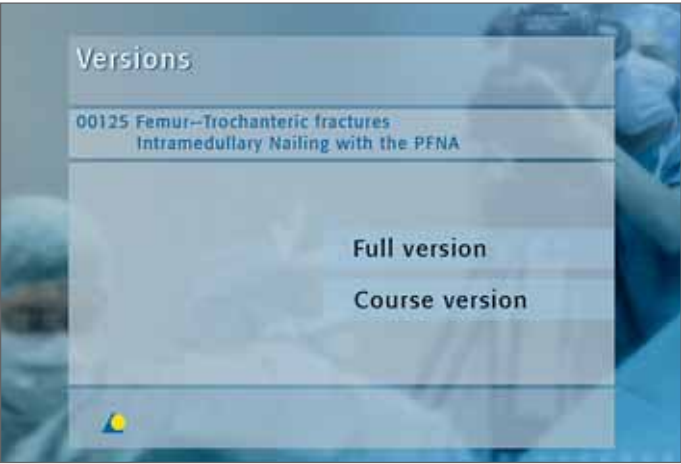 Versions
00125 Femur—Trochanteric fractures
Intramedullary Nailing with the PFNA
Full version
Course version